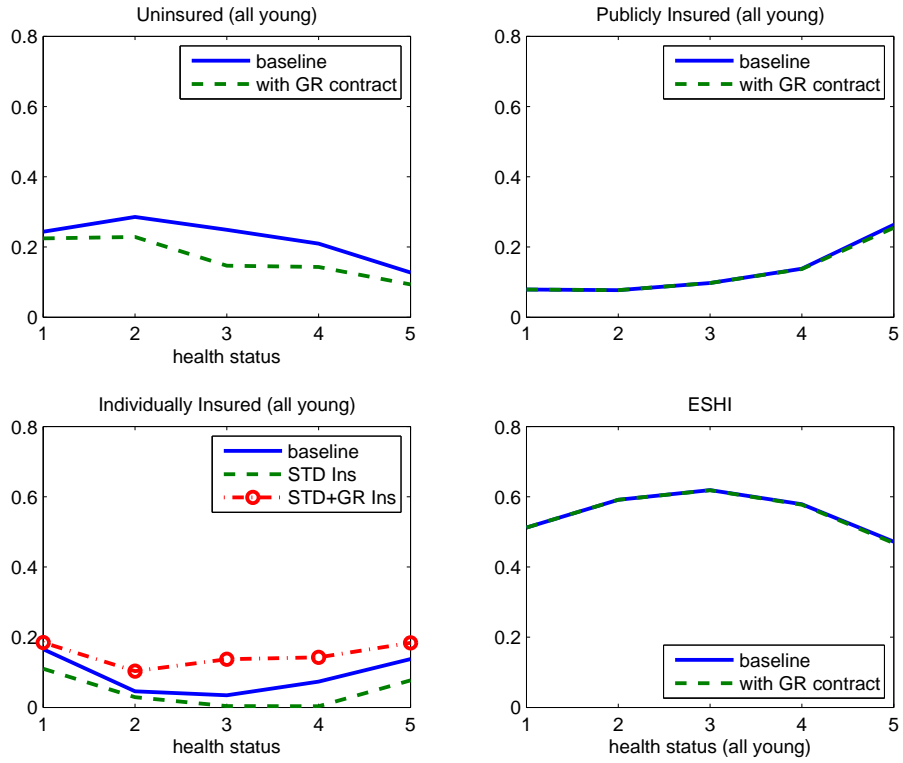 Uninsured (all young)
0.8
0.6
0.4
0.2
0
1 2 3 4 5
health status
baseline
with GR contract
Publicly Insured (all young)
0.8
0.6
0.4
0.2
0
1 2 3 4 5
baseline
with GR contract
Individually Insured (all young)
0.8
0.6
0.4
0.2
0
1 2 3 4 5
health status
baseline
STD Ins
STD+GR Ins
ESHI
0.8
0.6
0.4
0.2
0
1 2 3 4 5
health status (all young)
baseline
with GR contract